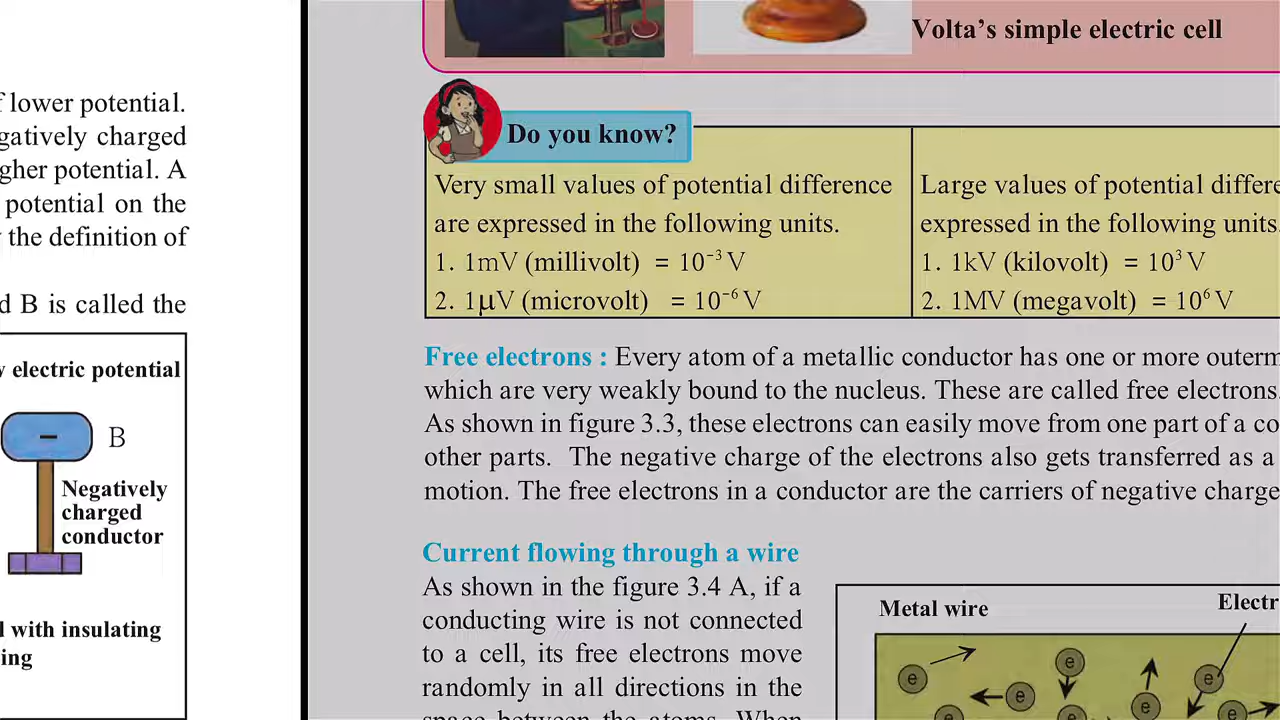 f lower potential.
gatively charged
gher potential. A
potential on the
the definition of
d B is called the
electric potential
–
B
Negatively
charged
conductor
d with insulating
ing
Volta's simple electric cell
Do you know?
Very small values of potential difference
are expressed in the following units.
1. 1mV (millivolt) = 10⁻³ V
2. 1µV (microvolt) = 10⁻⁶ V
Large values of potential differe
expressed in the following units.
1. 1kV (kilovolt) = 10³ V
2. 1MV (megavolt) = 10⁶ V
Free electrons : Every atom of a metallic conductor has one or more outerm
which are very weakly bound to the nucleus. These are called free electrons.
As shown in figure 3.3, these electrons can easily move from one part of a co
other parts. The negative charge of the electrons also gets transferred as a
motion. The free electrons in a conductor are the carriers of negative charge
Current flowing through a wire
As shown in the figure 3.4 A, if a
conducting wire is not connected
to a cell, its free electrons move
randomly in all directions in the
space between the atoms. When
Metal wire
Electr
e
e
e
e
e
e
e
e